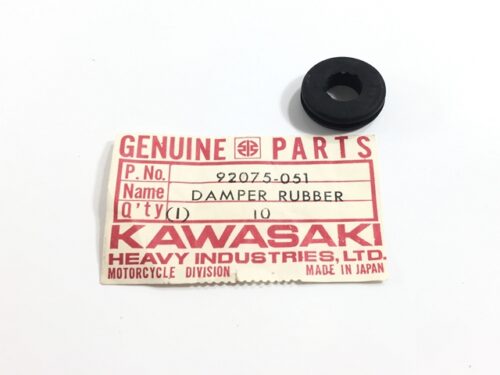 GENUINE PARTS
P. No. 92075-051
Name DAMPER RUBBER
Q'ty (1) 10
KAWASAKI
HEAVY INDUSTRIES, LTD.
MOTORCYCLE DIVISION MADE IN JAPAN